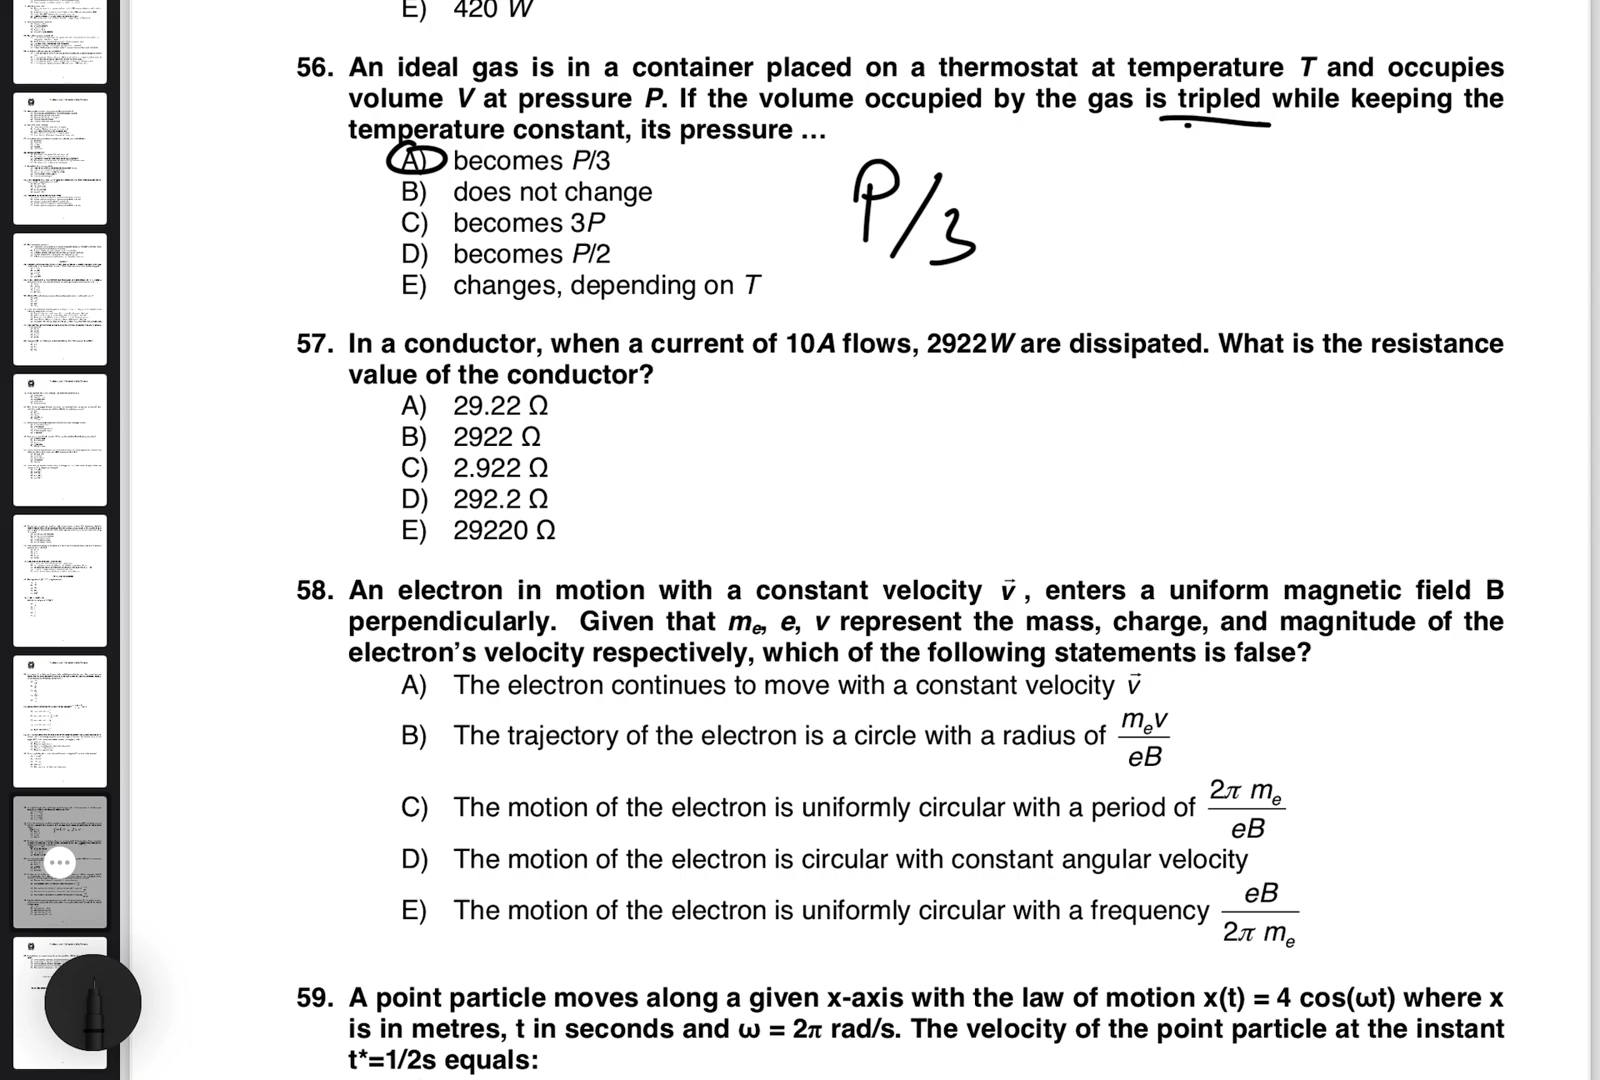 E) 420 W
56. An ideal gas is in a container placed on a thermostat at temperature T and occupies
volume V at pressure P. If the volume occupied by the gas is tripled while keeping the
temperature constant, its pressure ...
A) becomes P/3
B) does not change
C) becomes 3P
D) becomes P/2
E) changes, depending on T
P/3
57. In a conductor, when a current of 10A flows, 2922W are dissipated. What is the resistance
value of the conductor?
A) 29.22 Ω
B) 2922 Ω
C) 2.922 Ω
D) 292.2 Ω
E) 29220 Ω
58. An electron in motion with a constant velocity v⃗, enters a uniform magnetic field B
perpendicularly. Given that mₑ, e, v represent the mass, charge, and magnitude of the
electron’s velocity respectively, which of the following statements is false?
A) The electron continues to move with a constant velocity v⃗
B) The trajectory of the electron is a circle with a radius of mₑv / eB
C) The motion of the electron is uniformly circular with a period of 2π mₑ / eB
D) The motion of the electron is circular with constant angular velocity
E) The motion of the electron is uniformly circular with a frequency eB / 2π mₑ
59. A point particle moves along a given x-axis with the law of motion x(t) = 4 cos(ωt) where x
is in metres, t in seconds and ω = 2π rad/s. The velocity of the point particle at the instant
t*=1/2s equals: